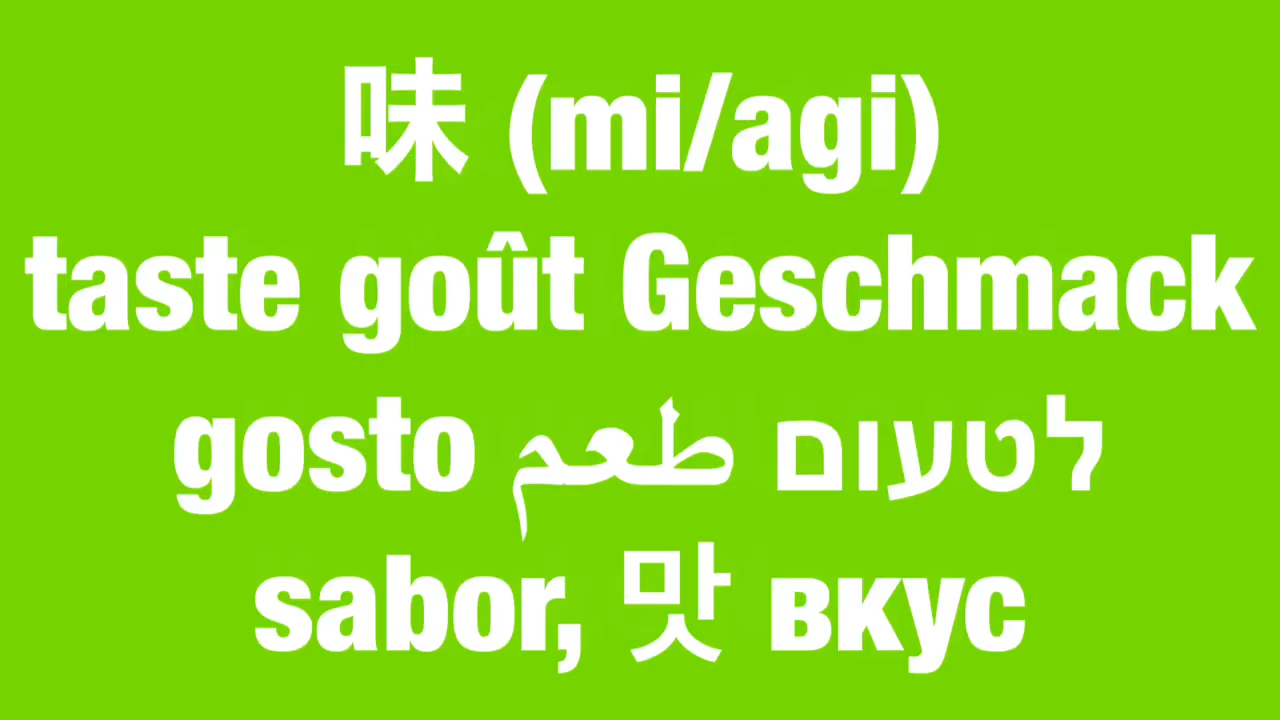 味 (mi/agi)
taste goût Geschmack
gosto طعم לטעום
sabor, 맛 вкус